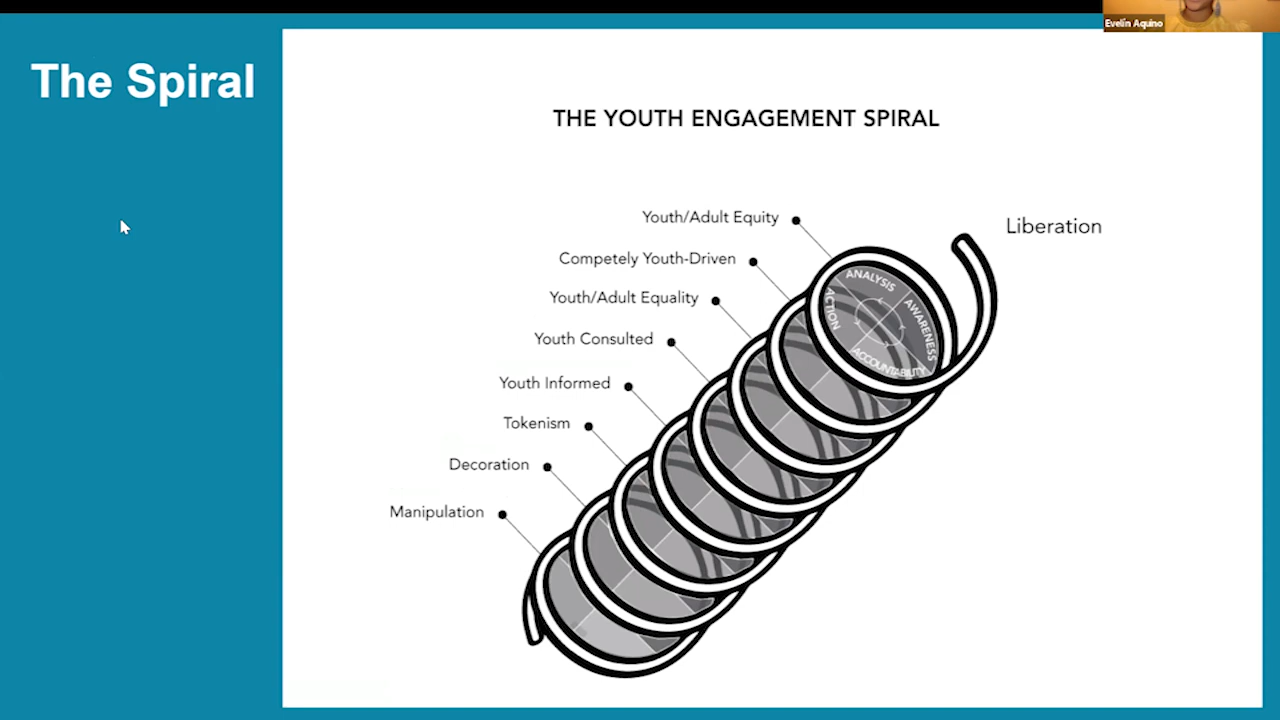 Evelin Aquino
The Spiral
THE YOUTH ENGAGEMENT SPIRAL
Youth/Adult Equity
Liberation
Competely Youth-Driven
Youth/Adult Equality
Youth Consulted
Youth Informed
Tokenism
Decoration
Manipulation
ANALYSIS
AWARENESS
ACCOUNTABILITY
ACTION